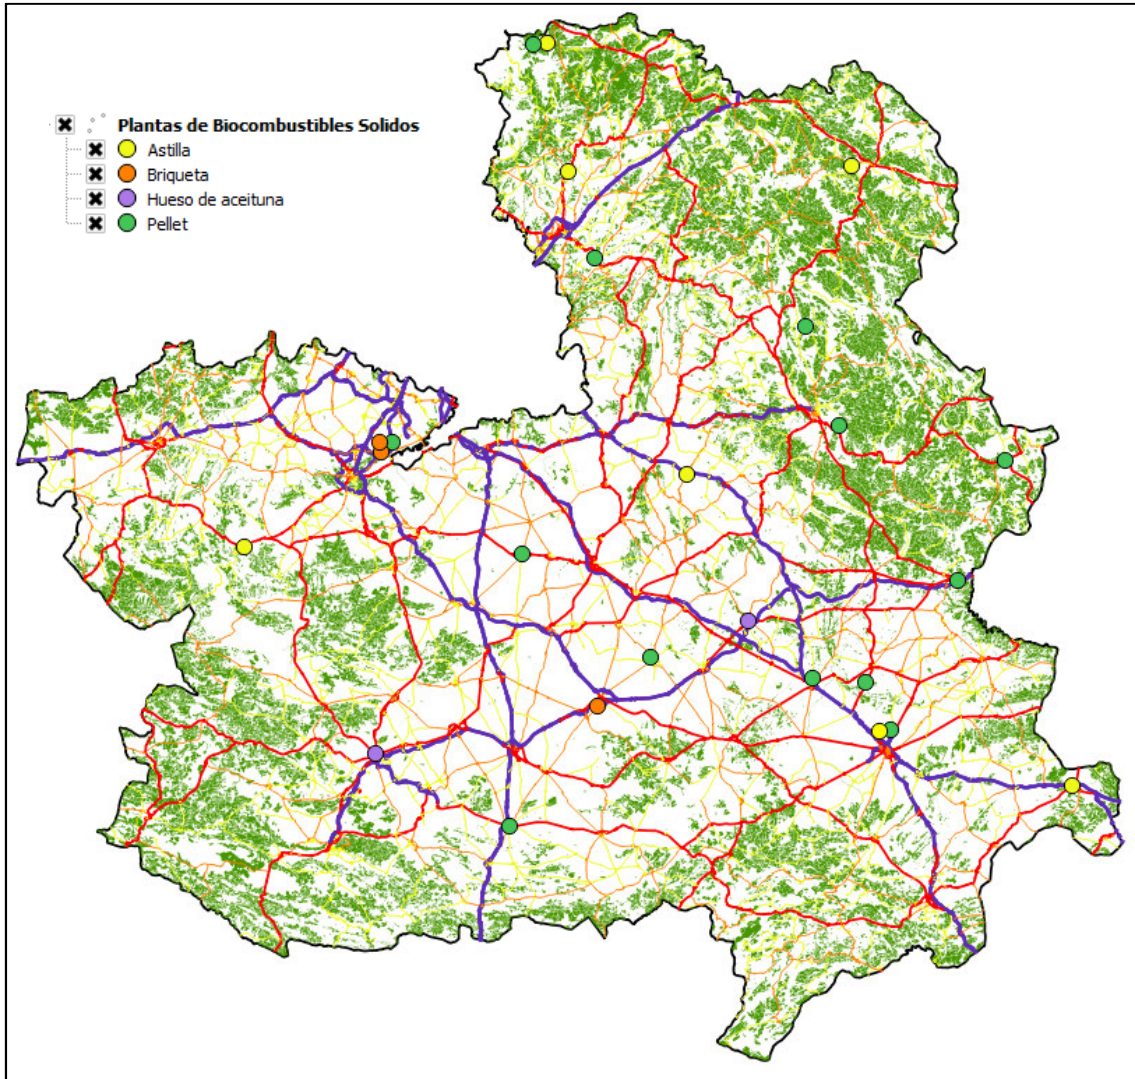 Plantas de Biocombustibles Solidos
Astilla
Briqueta
Hueso de aceituna
Pellet